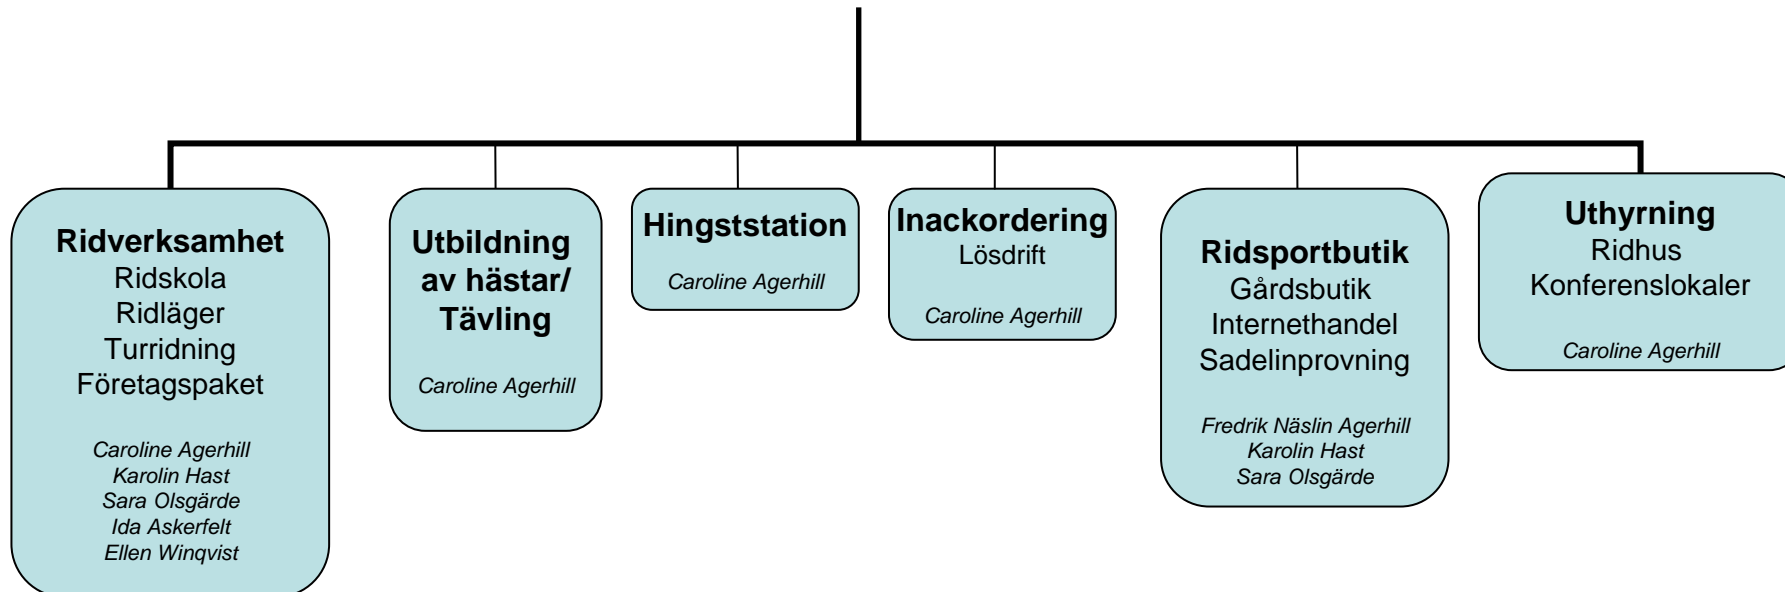 Ridverksamhet
Ridskola
Ridläger
Turridning
Företagspaket
Caroline Agerhill
Karolin Hast
Sara Olsgärde
Ida Askerfelt
Ellen Winqvist
Utbildning
av hästar/
Tävling
Caroline Agerhill
Hingststation
Caroline Agerhill
Inackordering
Lösdrift
Caroline Agerhill
Ridsportbutik
Gårdsbutik
Internethandel
Sadelinprovning
Fredrik Näslin Agerhill
Karolin Hast
Sara Olsgärde
Uthyrning
Ridhus
Konferenslokaler
Caroline Agerhill